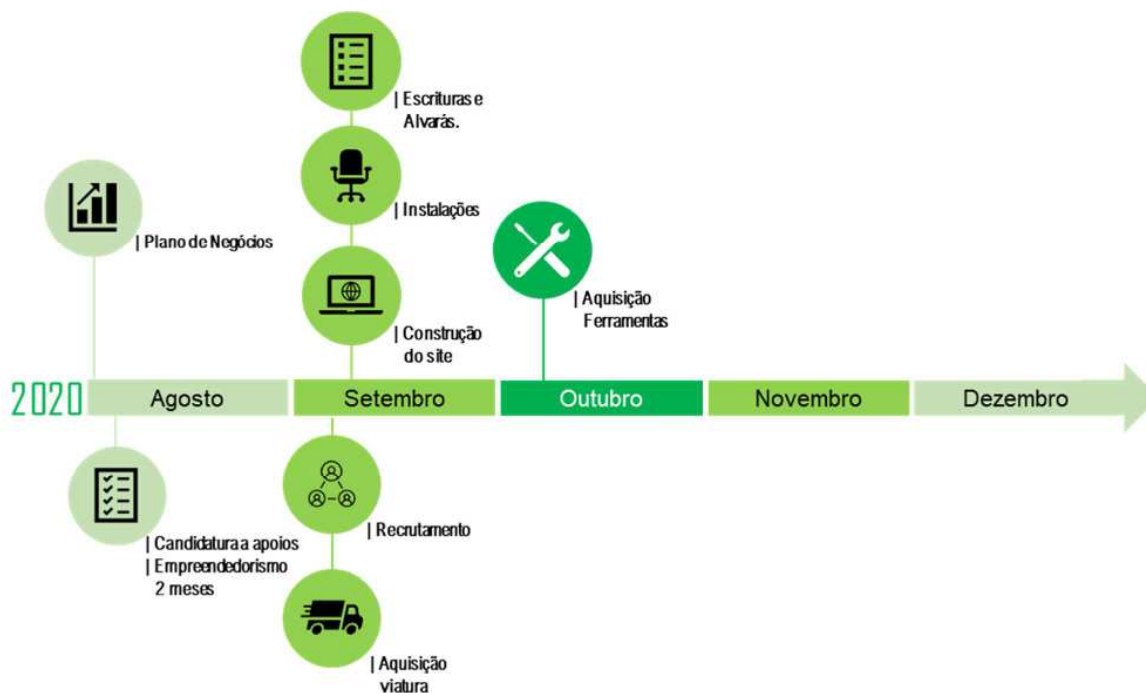 | Escrituras e
Alvarás.
| Instalações
| Plano de Negócios
| Construção
do site
| Aquisição
Ferramentas
2020
Agosto
Setembro
Outubro
Novembro
Dezembro
| Candidatura a apoios
| Empreendedorismo
2 meses
| Recrutamento
| Aquisição
viatura